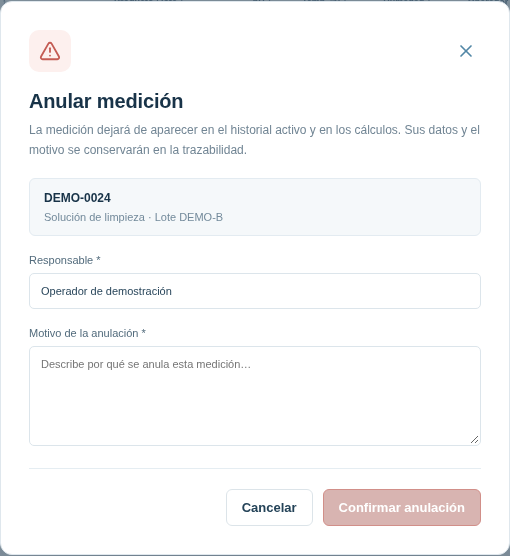 Anular medición
La medición dejará de aparecer en el historial activo y en los cálculos. Sus datos y el
motivo se conservarán en la trazabilidad.
DEMO-0024
Solución de limpieza · Lote DEMO-B
Responsable *
Operador de demostración
Motivo de la anulación *
Describe por qué se anula esta medición…
Cancelar
Confirmar anulación